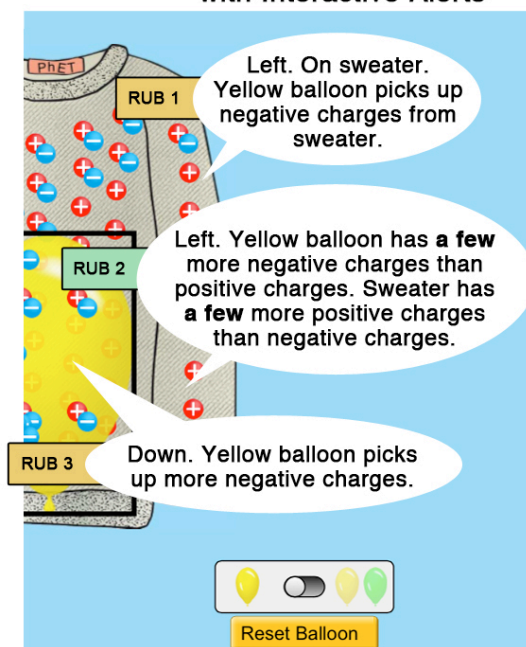 with Interactive Alerts
PhET
RUB 1
Left. On sweater.
Yellow balloon picks up
negative charges from
sweater.
RUB 2
Left. Yellow balloon has a few
more negative charges than
positive charges. Sweater has
a few more positive charges
than negative charges.
RUB 3
Down. Yellow balloon picks
up more negative charges.
Reset Balloon